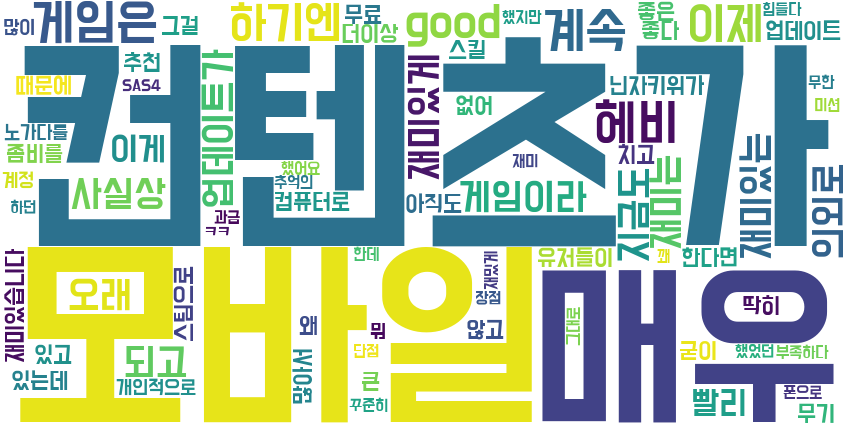 많이 게임은 그걸 하기엔 무료 더이상 good 했지만 스킬 계속 좋은 좋다 이제 힘들다 업데이트
컨텐츠가
때문에 추천 SAS4 업데이트가 재미있게 없어 헤비 닌자키위가 무한 미션
노가다를 좀비를 이게 했어요 재미 치고 지금도 재미로 재미있고 외으로
계정 하던 사실상 추억의 컴퓨터로 과금 ㅋㅋ 아직도 게임이라
모바일 매우
재미있습니다 오래 스팀으로 한데 유저들이 꽤 한다면
왜 뭐 재밌게 장점 그대로 딱히
있고 있는데 되고 개인적으로 많아서 단점 큰 꾸준히 않고
굳이 했었던 부족하다 빨리 폰으로 무기